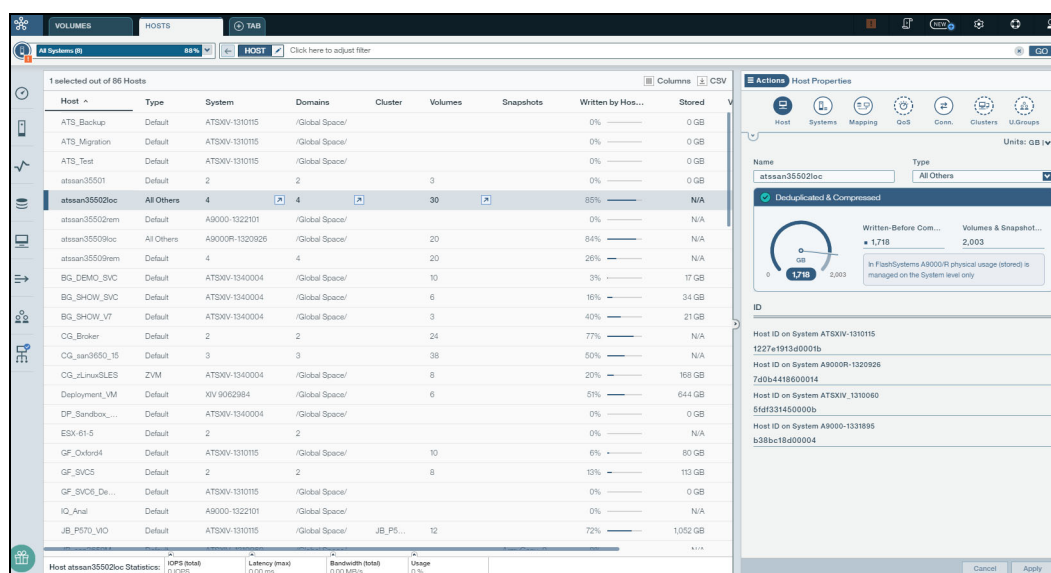 VOLUMES HOSTS TAB
NEW
All Systems (8) 88% HOST Click here to adjust filter GO
1 selected out of 86 Hosts Columns CSV
Host Type System Domains Cluster Volumes Snapshots Written by Hos... Stored V
ATS_Backup Default ATSXIV-1310115 /Global Space/ 0% 0 GB
ATS_Migration Default ATSXIV-1310115 /Global Space/ 0% 0 GB
ATS_Test Default ATSXIV-1310115 /Global Space/ 0% 0 GB
atssan35501 Default 2 2 3 0% 0 GB
atssan35502loc All Others 4 4 30 85% N/A
atssan35502rem Default A9000-1322101 /Global Space/ 0% N/A
atssan35509loc All Others A9000R-1320926 /Global Space/ 20 84% N/A
atssan35509rem Default 4 4 20 26% N/A
BG_DEMO_SVC Default ATSXIV-1340004 /Global Space/ 10 3% 17 GB
BG_SHOW_SVC Default ATSXIV-1340004 /Global Space/ 6 16% 34 GB
BG_SHOW_V7 Default ATSXIV-1340004 /Global Space/ 3 40% 21 GB
CG_Broker Default 2 2 24 77% N/A
CG_san3650_15 Default 3 3 38 50% N/A
CG_zLinuxSLES ZVM ATSXIV-1340004 /Global Space/ 8 20% 168 GB
Deployment_VM Default XIV 9062984 /Global Space/ 6 51% 644 GB
DP_Sandbox_... Default ATSXIV-1340004 /Global Space/ 0% 0 GB
ESX-61-5 Default 2 2 0% N/A
GF_Oxford4 Default ATSXIV-1310115 /Global Space/ 10 6% 80 GB
GF_SVC5 Default 2 2 8 13% 113 GB
GF_SVC6_De... Default ATSXIV-1310115 /Global Space/ 0% 0 GB
IQ_Anal Default A9000-1322101 /Global Space/ 0% N/A
JB_P570_VIO Default ATSXIV-1310115 /Global Space/ JB_P5... 12 72% 1,052 GB
Host atssan35502loc Statistics: IOPS (total) Latency (max) Bandwidth (total) Usage
0 IOPS 0.00 ms 0.00 MB/s 0 %
Actions Host Properties
Host Systems Mapping QoS Conn. Clusters U.Groups
Units: GB
Name Type
atssan35502loc All Others
Deduplicated & Compressed
Written-Before Com... Volumes & Snapshot...
1,718 2,003
GB
0 1,718 2,003
In FlashSystems A9000/R physical usage (stored) is
managed on the System level only
ID
Host ID on System ATSXIV-1310115
1227e1913d0001b
Host ID on System A9000R-1320926
7d0b4418600014
Host ID on System ATSXIV_1310060
5fdf331450000b
Host ID on System A9000-1331895
b38bc18d00004
Cancel Apply